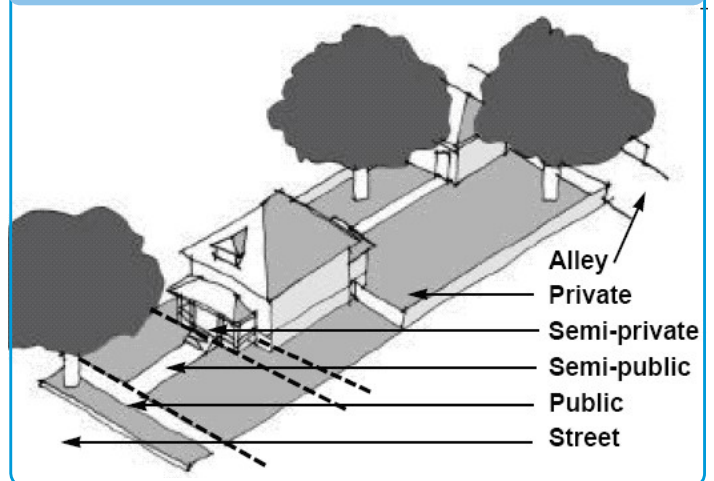 Alley
Private
Semi-private
Semi-public
Public
Street